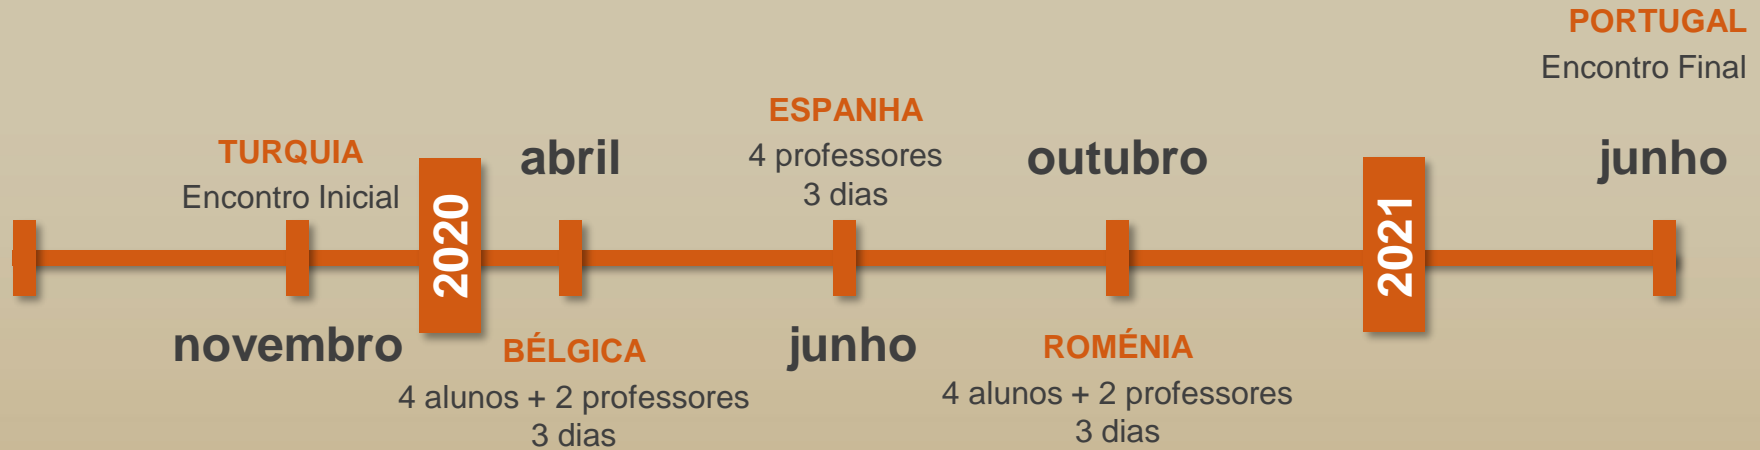 TURQUIA
Encontro Inicial
novembro
2020
abril
BÉLGICA
4 alunos + 2 professores
3 dias
ESPANHA
4 professores
3 dias
junho
outubro
ROMÉNIA
4 alunos + 2 professores
3 dias
2021
PORTUGAL
Encontro Final
junho